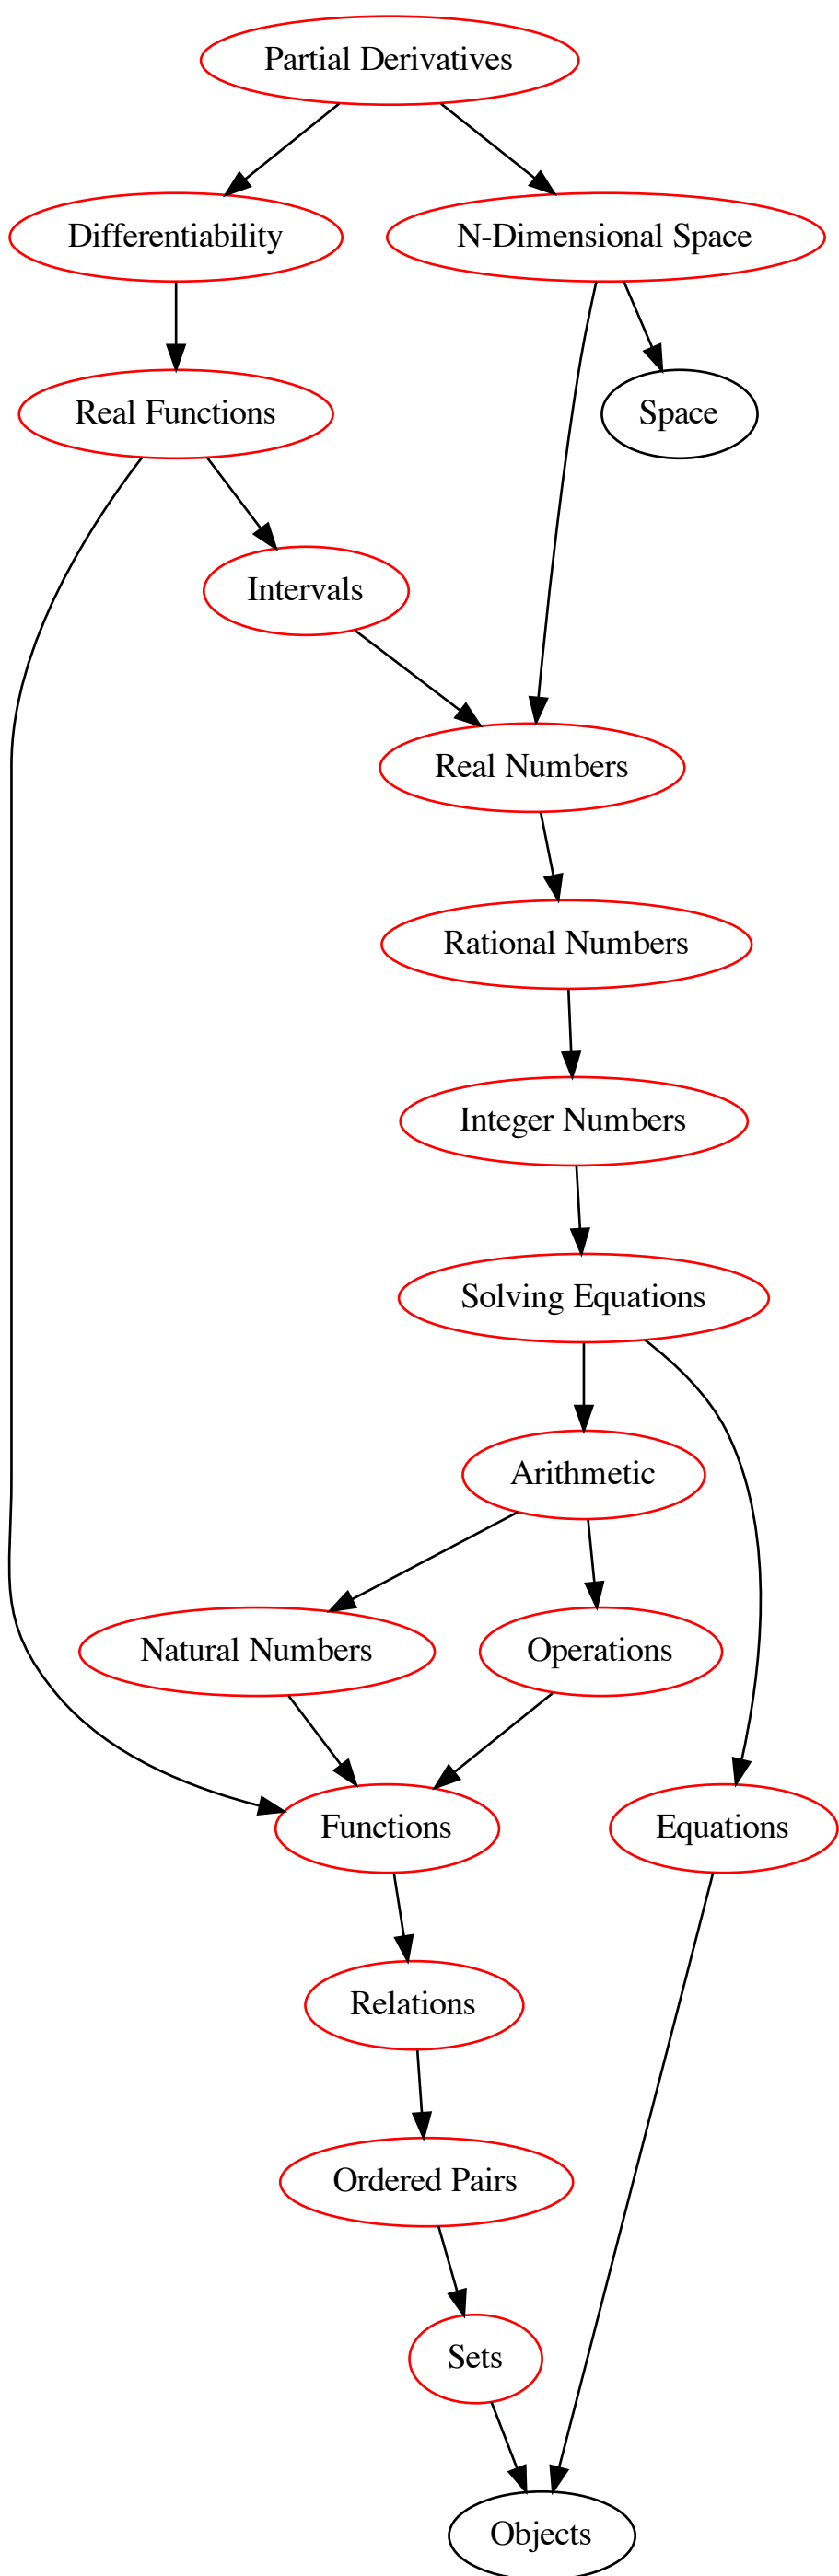 Partial Derivatives
Differentiability
N-Dimensional Space
Real Functions
Space
Intervals
Real Numbers
Rational Numbers
Integer Numbers
Solving Equations
Arithmetic
Natural Numbers
Operations
Functions
Equations
Relations
Ordered Pairs
Sets
Objects